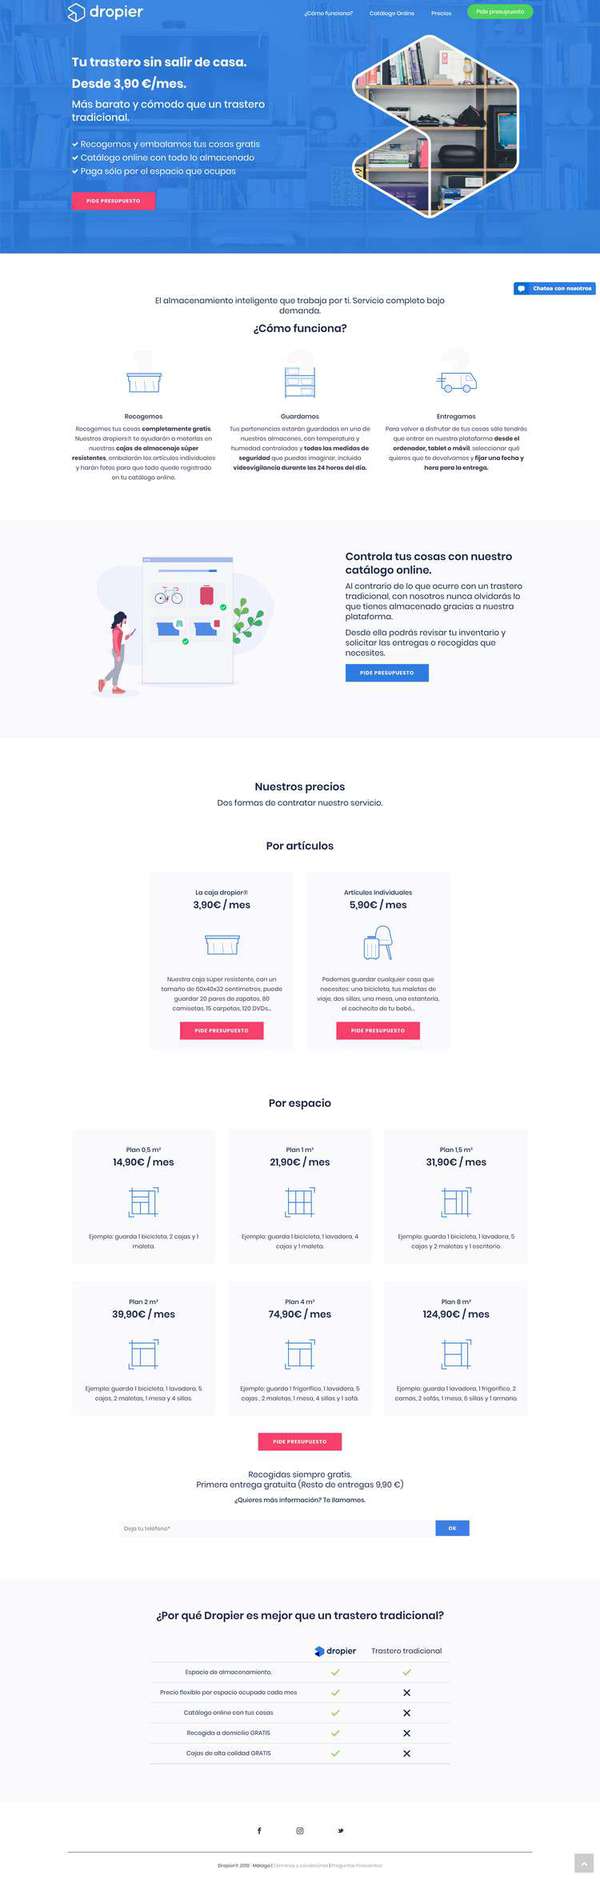 dropier
¿Cómo funciona?
Catálogo Online
Precios
Pide presupuesto
Tu trastero sin salir de casa.
Desde 3,90 €/mes.
Más barato y cómodo que un trastero
tradicional.
Recogemos y embalamos tus cosas gratis
Catálogo online con todo lo almacenado
Paga sólo por el espacio que ocupas
PIDE PRESUPUESTO
Chatea con nosotros
El almacenamiento inteligente que trabaja por ti. Servicio completo bajo
demanda.
¿Cómo funciona?
Recogemos
Recogemos tus cosas completamente gratis.
Nuestros dropiers® te ayudarán a meterlas en
nuestras cajas de almacenaje súper
resistentes, embalarán los artículos individuales
y harán fotos para que todo quede registrado
en tu catálogo online.
Guardamos
Tus pertenencias estarán guardadas en uno de
nuestros almacenes, con temperatura y
humedad controladas y todas las medidas de
seguridad que puedas imaginar, incluida
videovigilancia durante las 24 horas del día.
Entregamos
Para volver a disfrutar de tus cosas sólo tendrás
que entrar en nuestra plataforma desde el
ordenador, tablet o móvil, seleccionar qué
quieres que te devolvamos y fijar una fecha y
hora para la entrega.
Controla tus cosas con nuestro
catálogo online.
Al contrario de lo que ocurre con un trastero
tradicional, con nosotros nunca olvidarás lo
que tienes almacenado gracias a nuestra
plataforma.
Desde ella podrás revisar tu inventario y
solicitar las entregas o recogidas que
necesites.
PIDE PRESUPUESTO
Nuestros precios
Dos formas de contratar nuestro servicio.
Por artículos
La caja dropier®
3,90€ / mes
Nuestra caja súper resistente, con un
tamaño de 60x40x32 centímetros, puede
guardar 20 pares de zapatos, 80
camisetas, 15 carpetas, 120 DVDs...
PIDE PRESUPUESTO
Artículos Individuales
5,90€ / mes
Podemos guardar cualquier cosa que
necesites: una bicicleta, tus maletas de
viaje, dos sillas, una mesa, una estantería,
el cochecito de tu bebé...
PIDE PRESUPUESTO
Por espacio
Plan 0,5 m²
14,90€ / mes
Ejemplo: guarda 1 bicicleta, 2 cajas y 1
maleta.
Plan 1 m²
21,90€ / mes
Ejemplo: guarda 1 bicicleta, 1 lavadora, 4
cajas y 1 maleta.
Plan 1,5 m²
31,90€ / mes
Ejemplo: guarda 1 bicicleta, 1 lavadora, 5
cajas y 2 maletas y 1 escritorio.
Plan 2 m²
39,90€ / mes
Ejemplo: guarda 1 bicicleta, 1 lavadora, 5
cajas, 2 maletas, 1 mesa y 4 sillas.
Plan 4 m²
74,90€ / mes
Ejemplo: guarda 1 frigorífico, 1 lavadora, 5
cajas , 2 maletas, 1 mesa, 4 sillas y 1 sofá.
Plan 8 m²
124,90€ / mes
Ejemplo: guarda 1 lavadora, 1 frigorífico, 2
camas, 2 sofás, 1 mesa, 6 sillas y 1 armario.
PIDE PRESUPUESTO
Recogidas siempre gratis.
Primera entrega gratuita (Resto de entregas 9,90 €)
¿Quieres más información? Te llamamos.
Deja tu teléfono*
OK
¿Por qué Dropier es mejor que un trastero tradicional?
dropier
Trastero tradicional
Espacio de almacenamiento.
Precio flexible por espacio ocupado cada mes
Catálogo online con tus cosas
Recogida a domicilio GRATIS
Cajas de alta calidad GRATIS
Málaga | Términos y condiciones | Preguntas Frecuentes